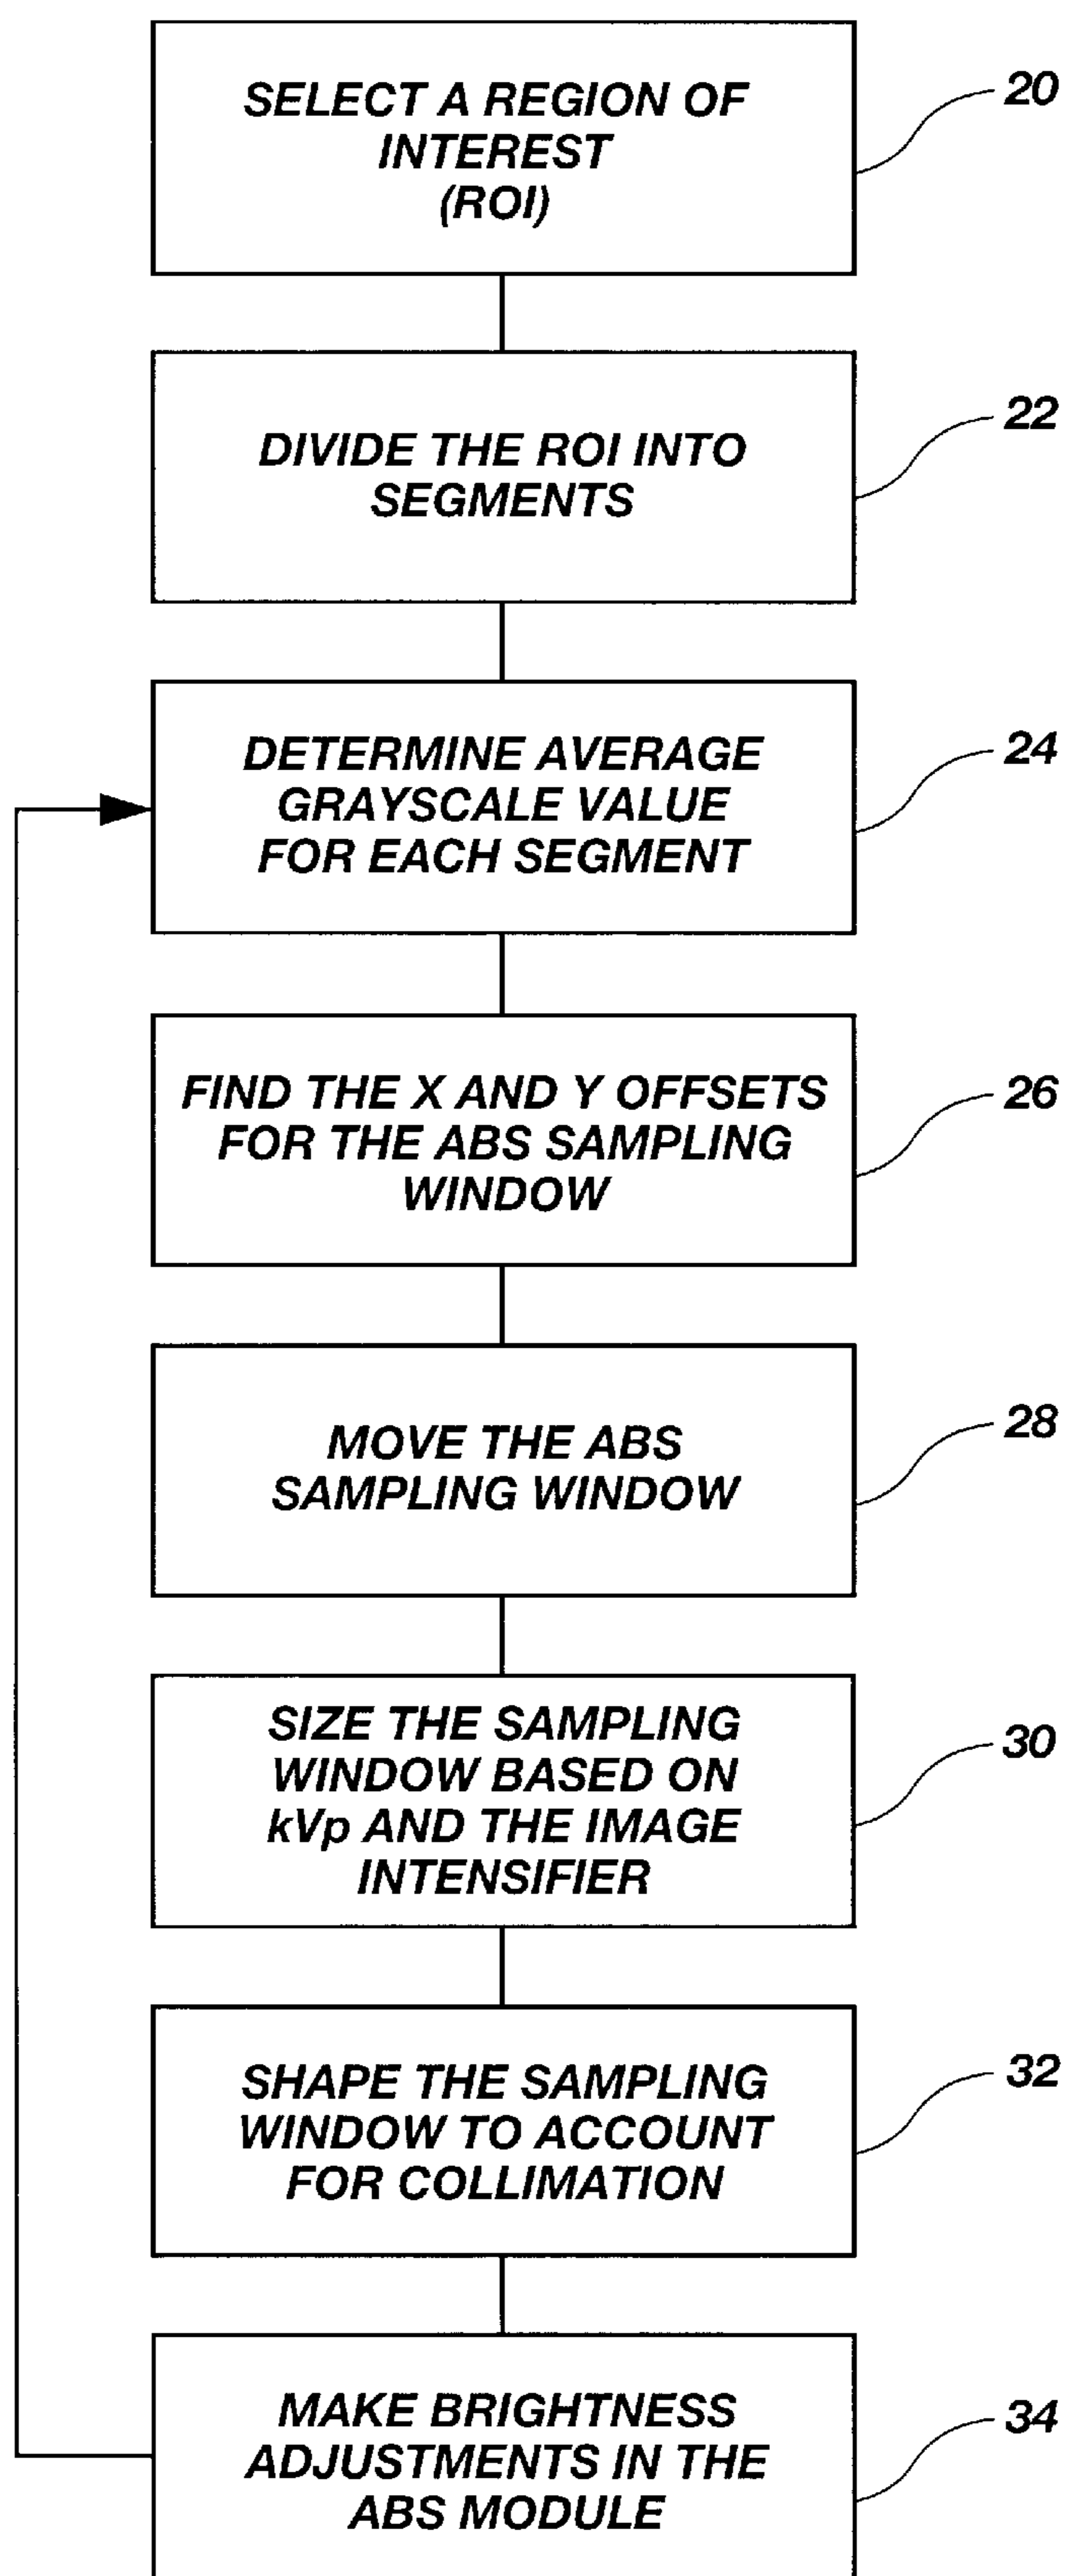 SELECT A REGION OF
INTEREST
(ROI)
20
DIVIDE THE ROI INTO
SEGMENTS
22
DETERMINE AVERAGE
GRAYSCALE VALUE
FOR EACH SEGMENT
24
FIND THE X AND Y OFFSETS
FOR THE ABS SAMPLING
WINDOW
26
MOVE THE ABS
SAMPLING WINDOW
28
SIZE THE SAMPLING
WINDOW BASED ON
kVp AND THE IMAGE
INTENSIFIER
30
SHAPE THE SAMPLING
WINDOW TO ACCOUNT
FOR COLLIMATION
32
MAKE BRIGHTNESS
ADJUSTMENTS IN THE
ABS MODULE
34